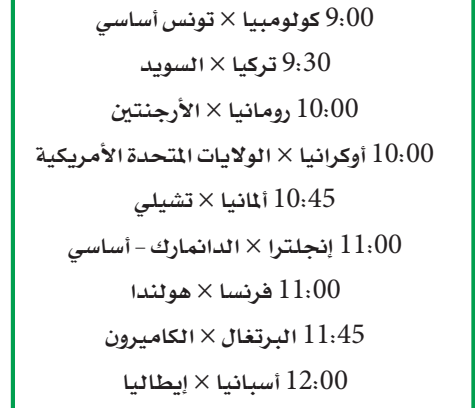 9:00 كولومبيا × تونس أساسي
9:30 تركيا × السويد
10:00 رومانيا × الأرجنتين
10:00 أوكرانيا × الولايات المتحدة الأمريكية
10:45 ألمانيا × تشيلي
11:00 إنجلترا × الدانمارك - أساسي
11:00 فرنسا × هولندا
11:45 البرتغال × الكاميرون
12:00 أسبانيا × إيطاليا